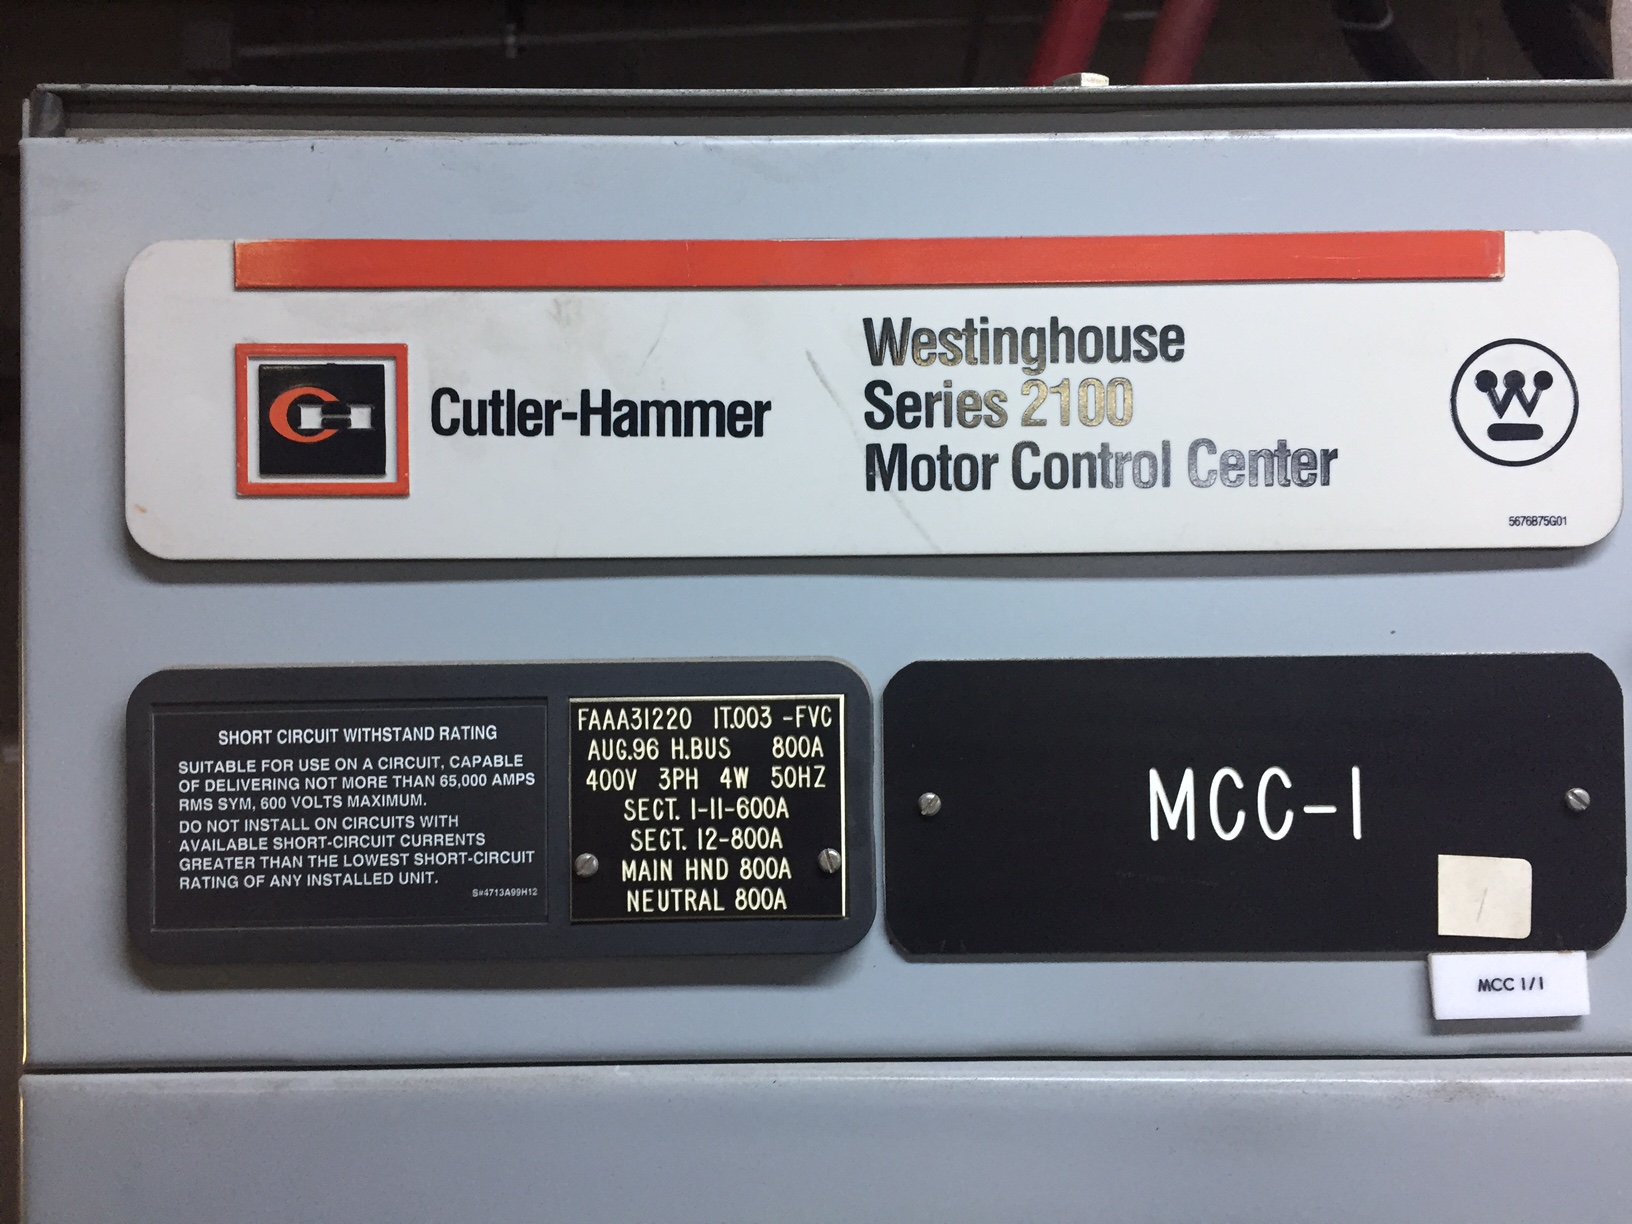 CH
Cutler-Hammer
Westinghouse
Series 2100
Motor Control Center
W
5676B75G01
SHORT CIRCUIT WITHSTAND RATING
SUITABLE FOR USE ON A CIRCUIT, CAPABLE
OF DELIVERING NOT MORE THAN 65,000 AMPS
RMS SYM, 600 VOLTS MAXIMUM.
DO NOT INSTALL ON CIRCUITS WITH
AVAILABLE SHORT-CIRCUIT CURRENTS
GREATER THAN THE LOWEST SHORT-CIRCUIT
RATING OF ANY INSTALLED UNIT.
S#4713A99H12
FAAA31220 IT.003 -FVC
AUG.96 H.BUS 800A
400V 3PH 4W 50HZ
SECT. 1-11-600A
SECT. 12-800A
MAIN HND 800A
NEUTRAL 800A
MCC-1
/
MCC 1/1